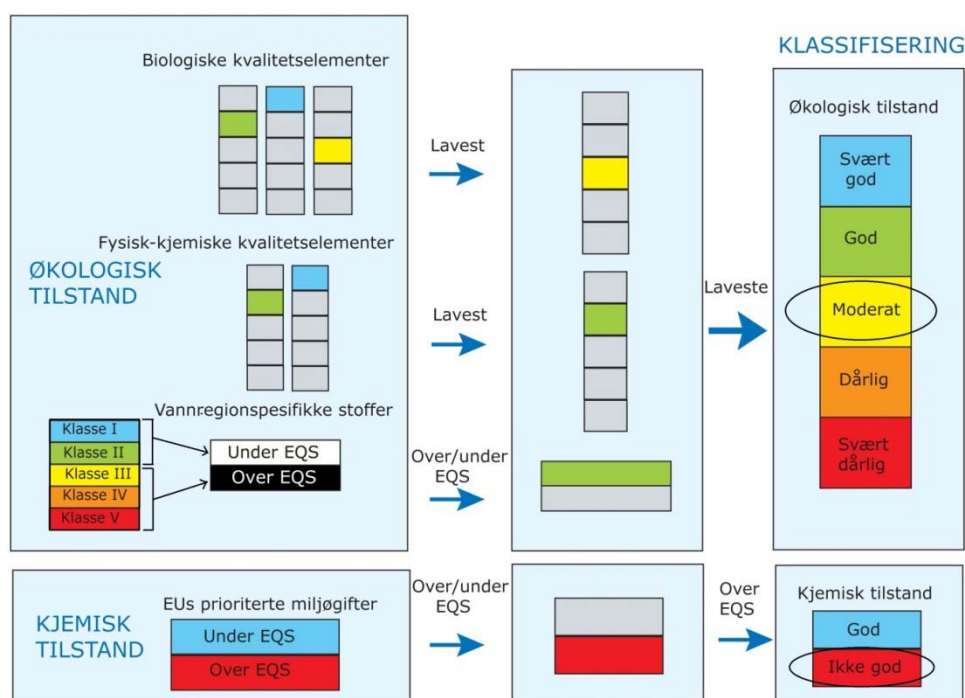 KLASSIFISERING
Biologiske kvalitetselementer
Lavest
Fysisk-kjemiske kvalitetselementer
ØKOLOGISK
TILSTAND
Lavest
Vannregionpesifikke stoffer
Klasse I
Klasse II
Klasse III
Klasse IV
Klasse V
Under EQS
Over EQS
Over/under
EQS
Laveste
Økologisk tilstand
Svært
god
God
Moderat
Dårlig
Svært
dårlig
KJEMISK
TILSTAND
EUs prioriterte miljøgifter
Under EQS
Over EQS
Over/under
EQS
Over
EQS
Kjemisk tilstand
God
Ikke god